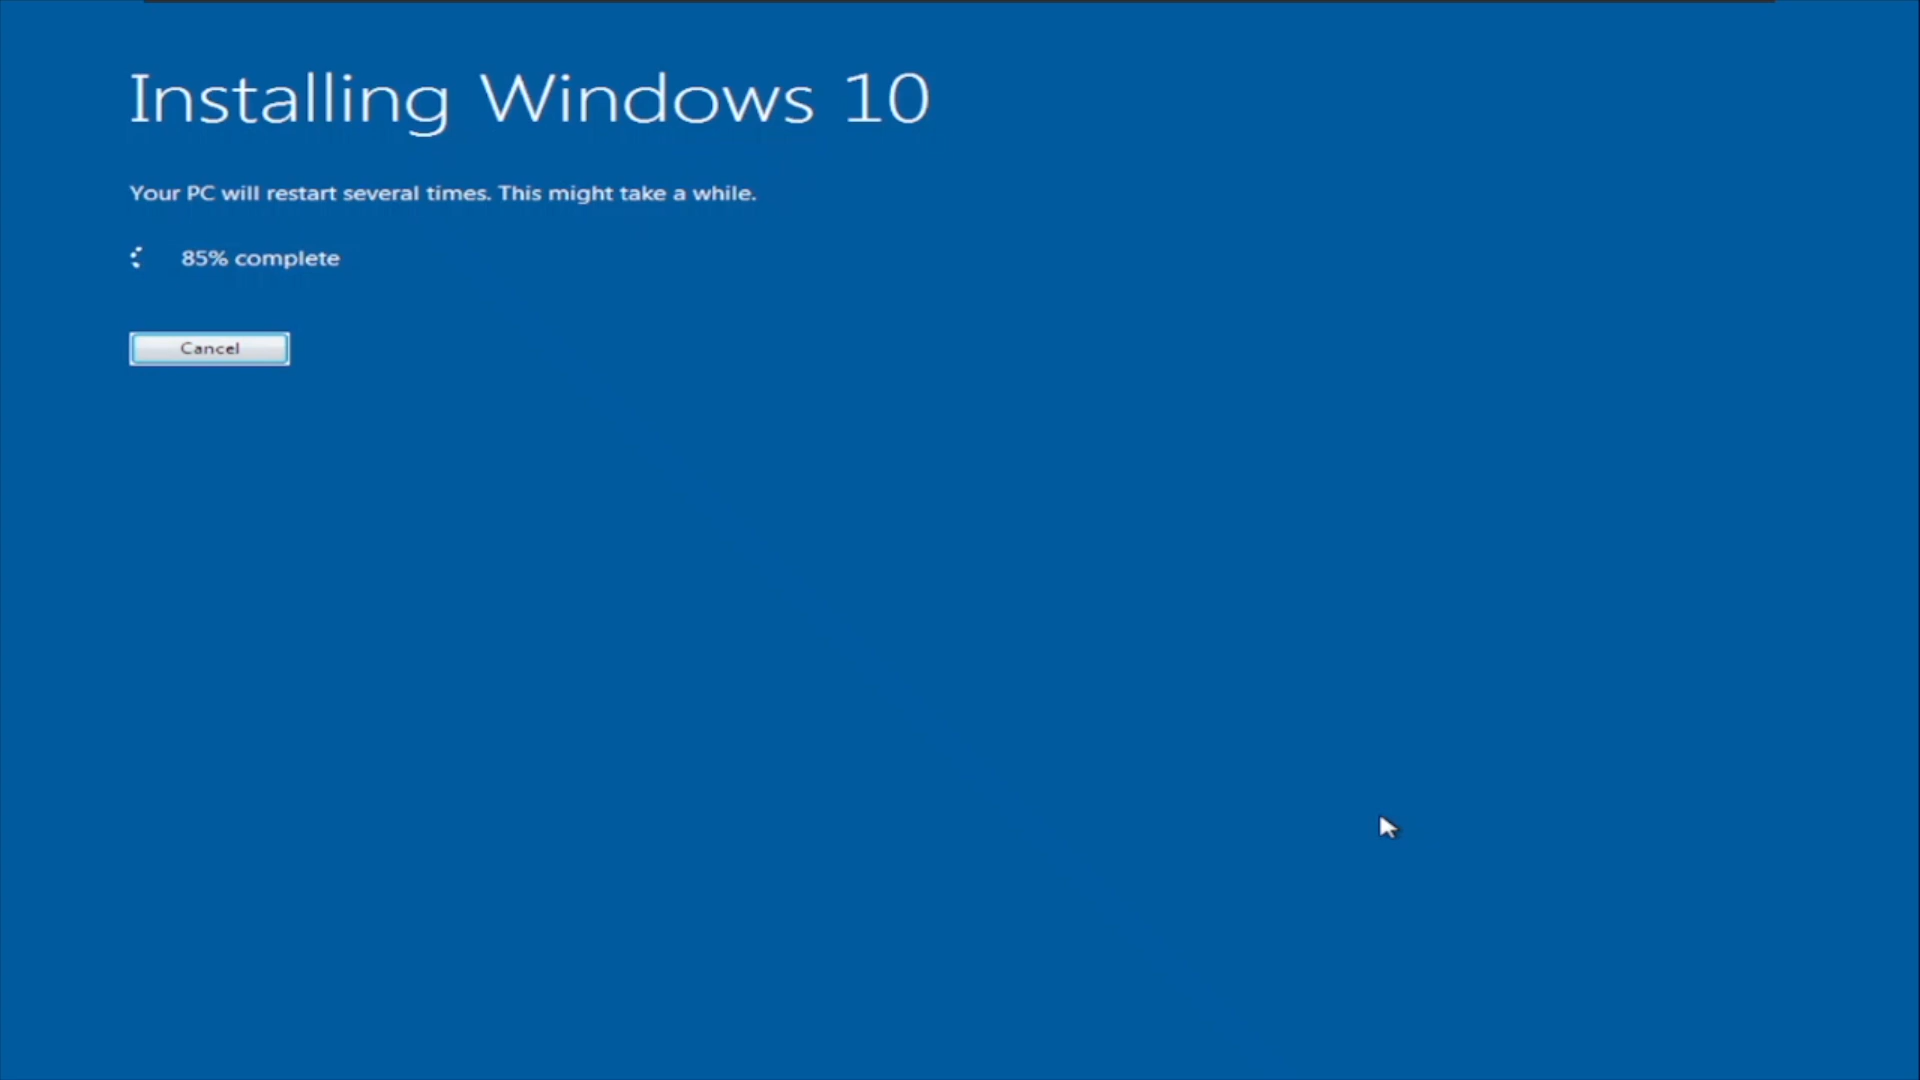 Installing Windows 10
Your PC will restart several times. This might take a while.
85% complete
Cancel